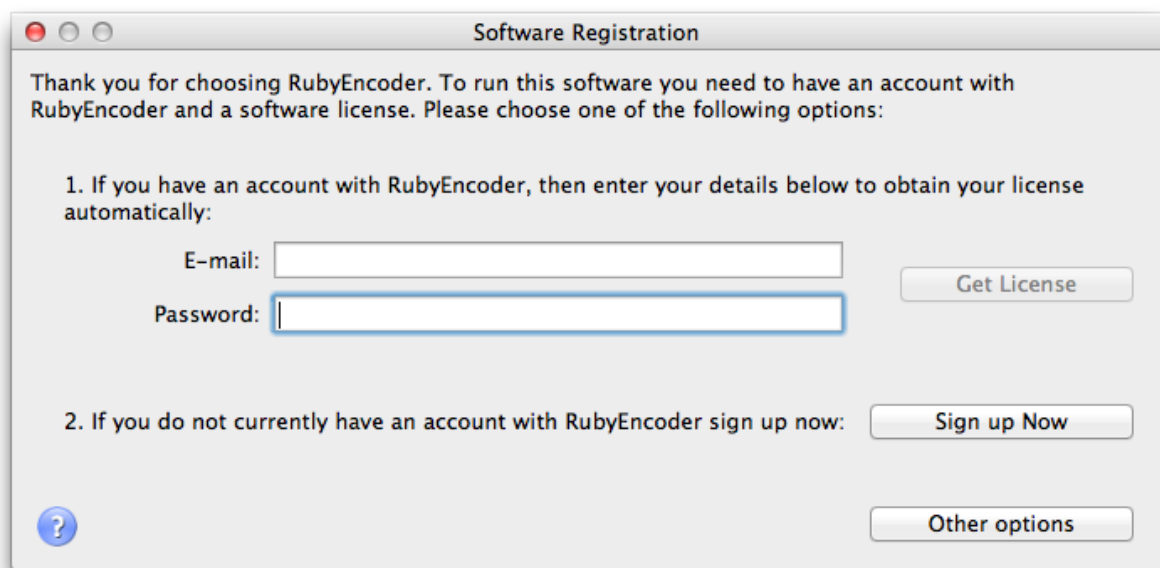 Software Registration
Thank you for choosing RubyEncoder. To run this software you need to have an account with
RubyEncoder and a software license. Please choose one of the following options:
1. If you have an account with RubyEncoder, then enter your details below to obtain your license
automatically:
E-mail:
Get License
Password:
2. If you do not currently have an account with RubyEncoder sign up now:
Sign up Now
?
Other options